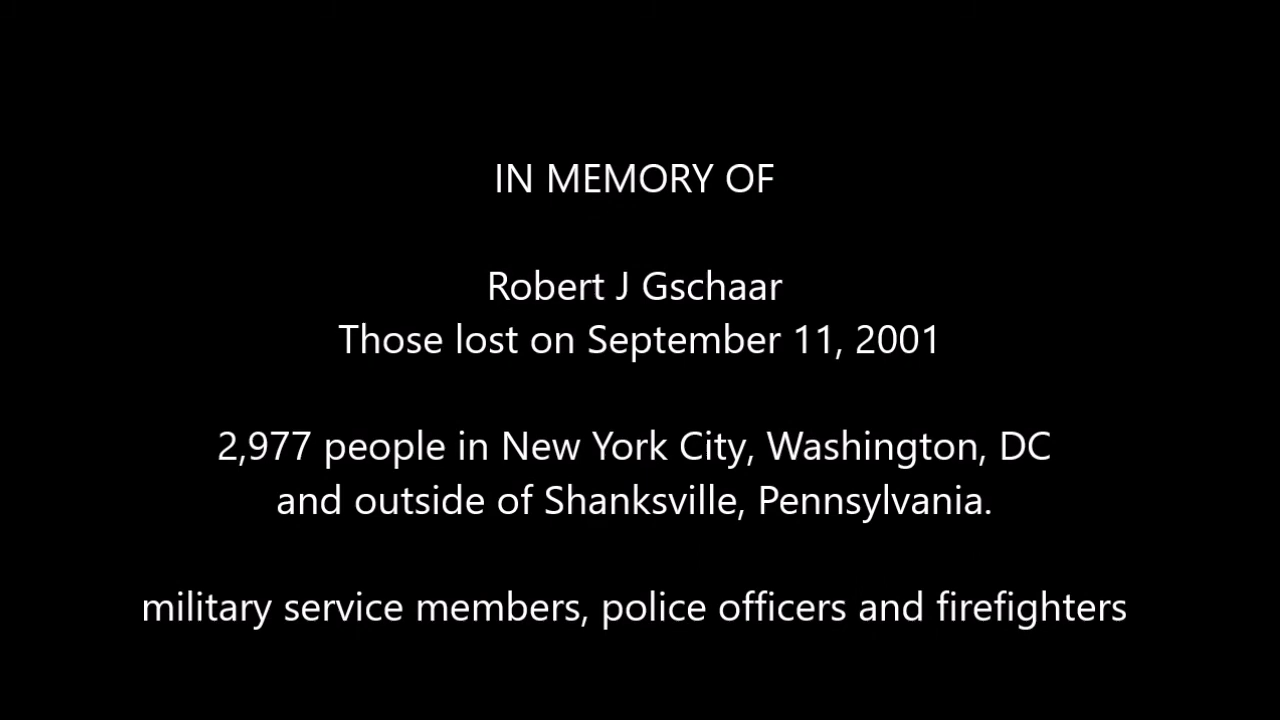 IN MEMORY OF
Robert J Gschaar
Those lost on September 11, 2001
2,977 people in New York City, Washington, DC
and outside of Shanksville, Pennsylvania.
military service members, police officers and firefighters